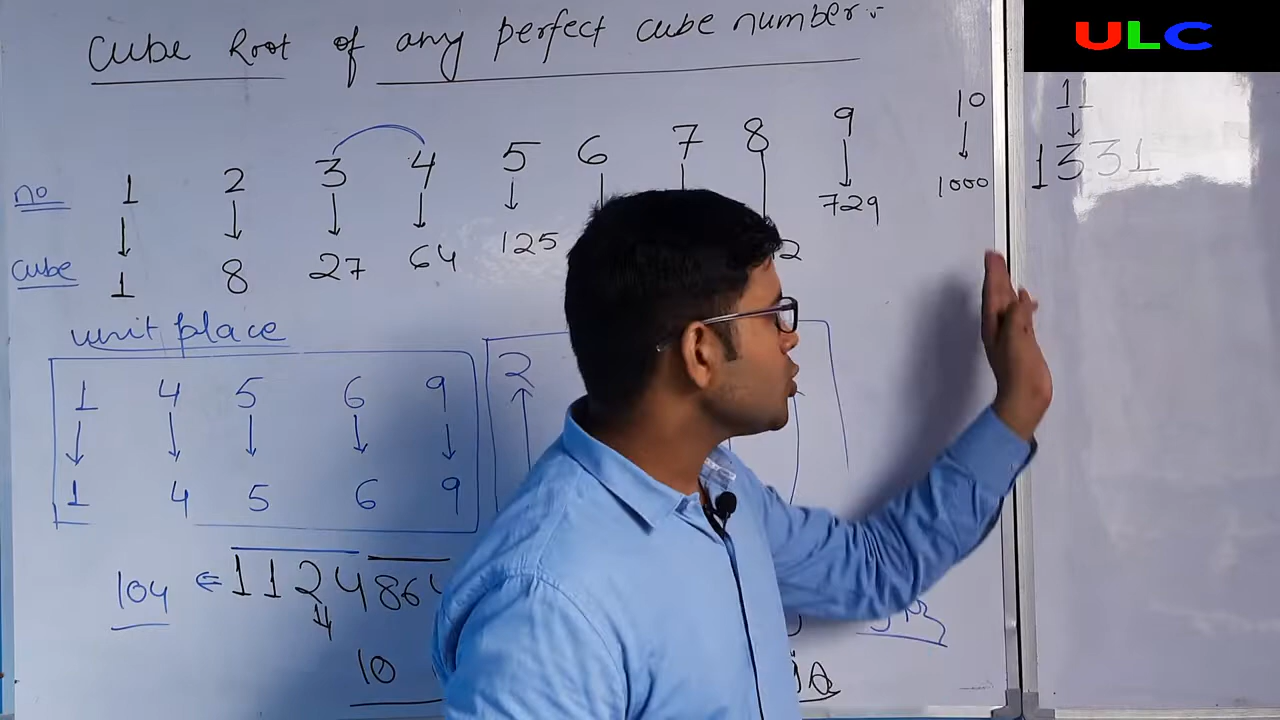 Cube Root of any perfect cube number:-
ULC
no 1 2 3 4 5 6 7 8 9 10 11
cube 1 8 27 64 125 729 1000 1331
unit place
1 4 5 6 9 2
1 4 5 6 9
104 ⇐ 1124864
10